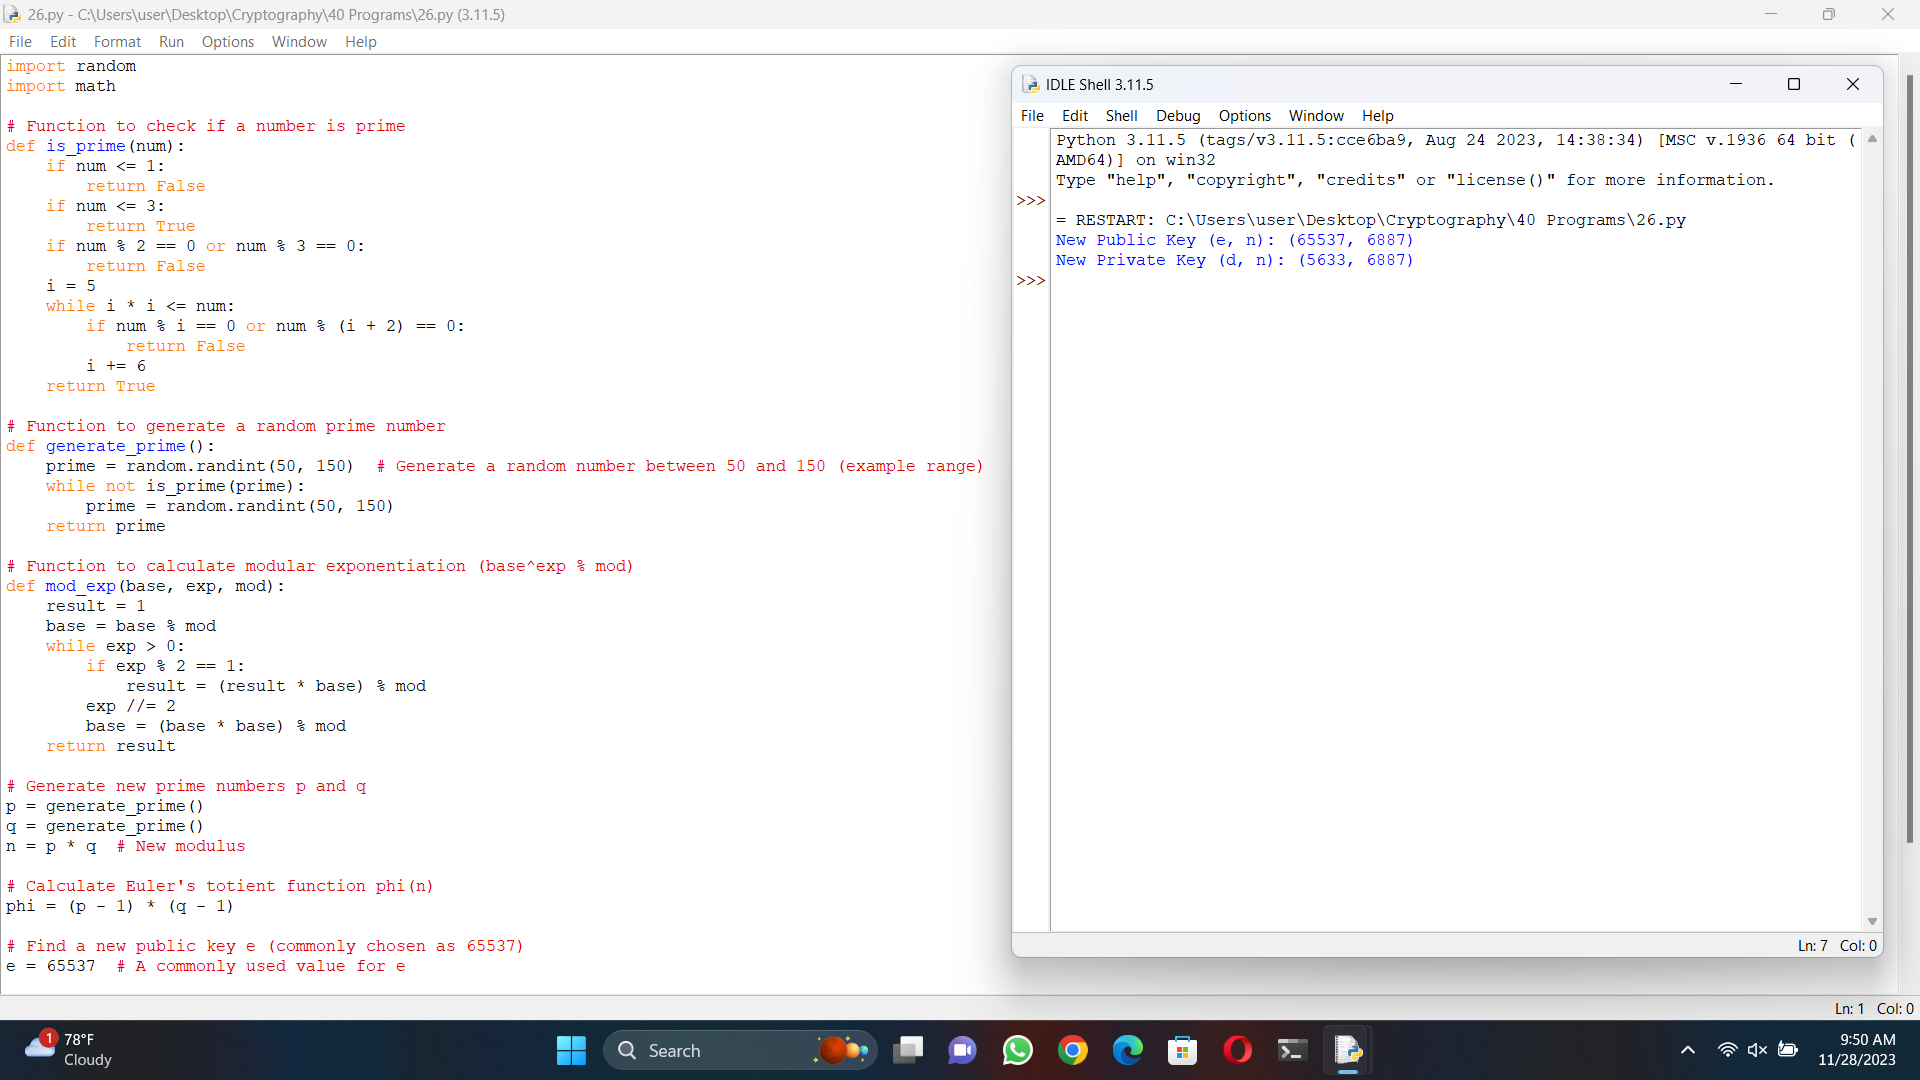 26.py - C:\Users\user\Desktop\Cryptography\40 Programs\26.py (3.11.5)
File Edit Format Run Options Window Help
import random
import math

# Function to check if a number is prime
def is_prime(num):
    if num <= 1:
        return False
    if num <= 3:
        return True
    if num % 2 == 0 or num % 3 == 0:
        return False
    i = 5
    while i * i <= num:
        if num % i == 0 or num % (i + 2) == 0:
            return False
        i += 6
    return True

# Function to generate a random prime number
def generate_prime():
    prime = random.randint(50, 150)  # Generate a random number between 50 and 150 (example range)
    while not is_prime(prime):
        prime = random.randint(50, 150)
    return prime

# Function to calculate modular exponentiation (base^exp % mod)
def mod_exp(base, exp, mod):
    result = 1
    base = base % mod
    while exp > 0:
        if exp % 2 == 1:
            result = (result * base) % mod
        exp //= 2
        base = (base * base) % mod
    return result

# Generate new prime numbers p and q
p = generate_prime()
q = generate_prime()
n = p * q  # New modulus

# Calculate Euler's totient function phi(n)
phi = (p - 1) * (q - 1)

# Find a new public key e (commonly chosen as 65537)
e = 65537  # A commonly used value for e
Ln: 1 Col: 0
IDLE Shell 3.11.5
File Edit Shell Debug Options Window Help
Python 3.11.5 (tags/v3.11.5:cce6ba9, Aug 24 2023, 14:38:34) [MSC v.1936 64 bit (
AMD64)] on win32
Type "help", "copyright", "credits" or "license()" for more information.
>>>
= RESTART: C:\Users\user\Desktop\Cryptography\40 Programs\26.py
New Public Key (e, n): (65537, 6887)
New Private Key (d, n): (5633, 6887)
>>>
Ln: 7 Col: 0
1
78°F
Cloudy
Search
9:50 AM
11/28/2023